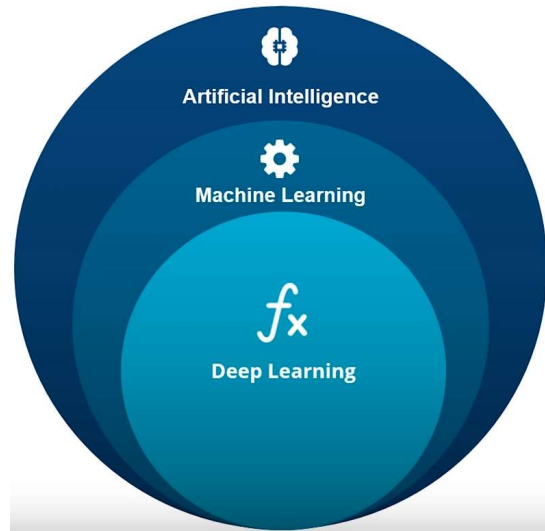 Artificial Intelligence
Machine Learning
fx
Deep Learning